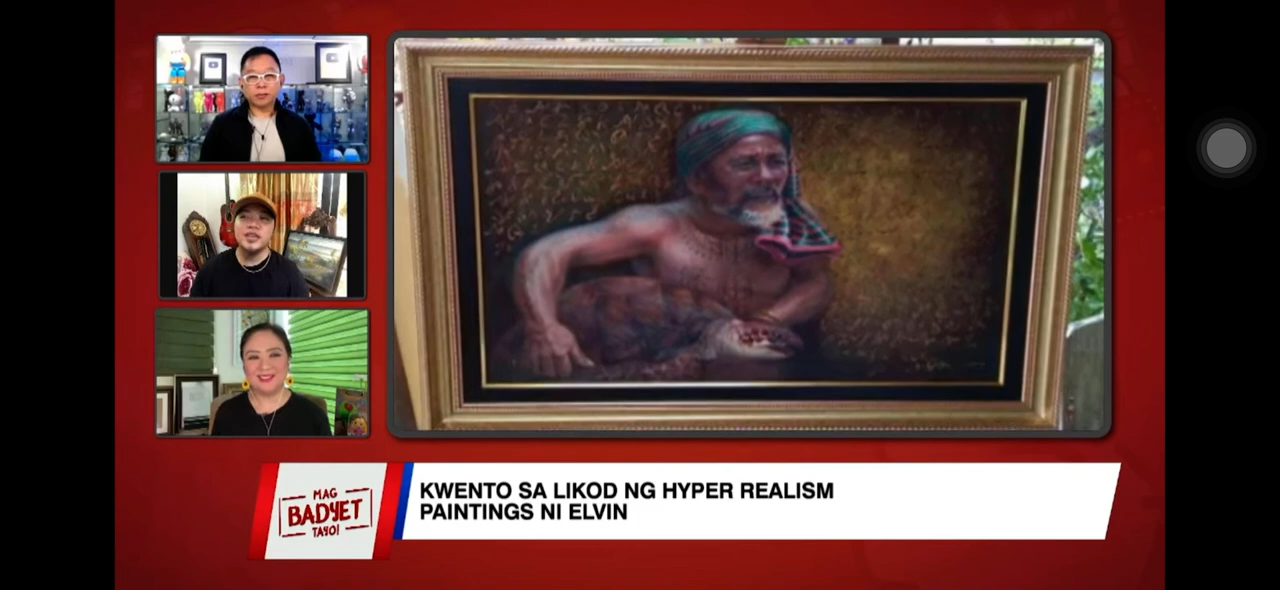 MAG
BADYET
TAYO!
KWENTO SA LIKOD NG HYPER REALISM
PAINTINGS NI ELVIN